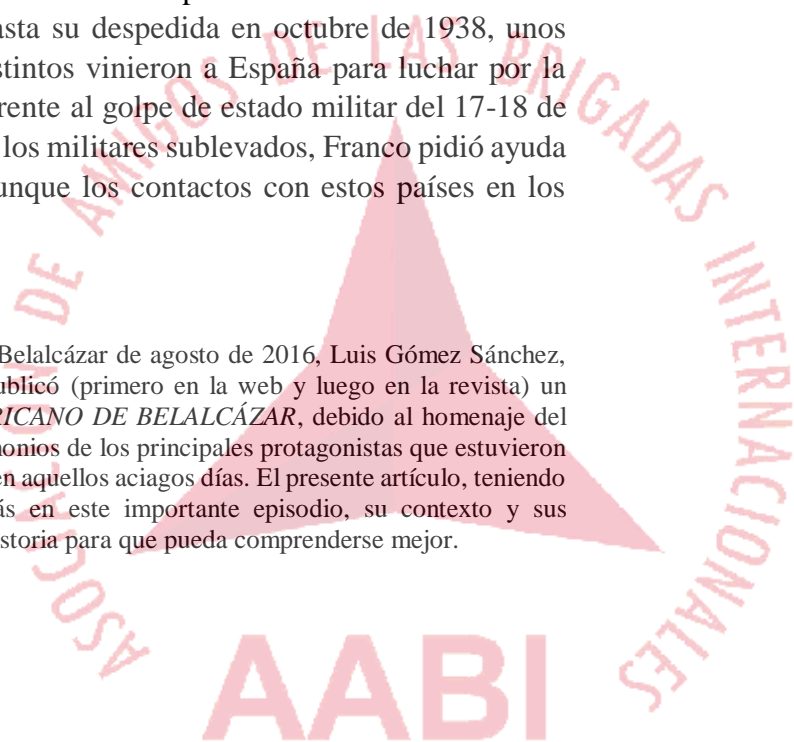 asta su despedida en octubre de 1938, unos
stintos vinieron a España para luchar por la
rente al golpe de estado militar del 17-18 de
los militares sublevados, Franco pidió ayuda
unque los contactos con estos países en los
Belalcázar de agosto de 2016, Luis Gómez Sánchez,
ublicó (primero en la web y luego en la revista) un
RICANO DE BELALCÁZAR, debido al homenaje del
monios de los principales protagonistas que estuvieron
en aquellos aciagos días. El presente artículo, teniendo
ás en este importante episodio, su contexto y sus
storia para que pueda comprenderse mejor.
ASOCIACIÓN DE AMIGOS DE LAS BRIGADAS INTERNACIONALES
AABI